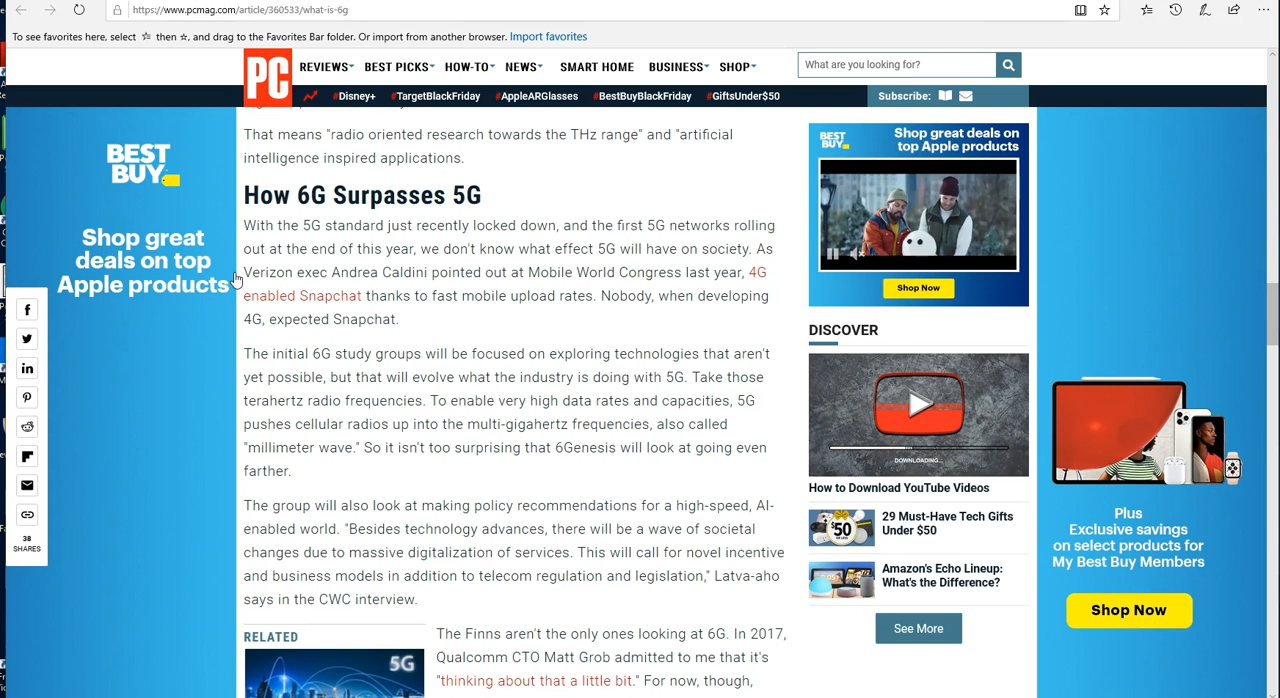 https://www.pcmag.com/article/360533/what-is-6g
To see favorites here, select ☆ then ☆, and drag to the Favorites Bar folder. Or import from another browser. Import favorites
PC
REVIEWS BEST PICKS HOW-TO NEWS SMART HOME BUSINESS SHOP
What are you looking for?
#Disney+ #TargetBlackFriday #AppleARGlasses #BestBuyBlackFriday #GiftsUnder$50
Subscribe:
BEST
BUY
Shop great
deals on top
Apple products
38
SHARES
That means "radio oriented research towards the THz range" and "artificial
intelligence inspired applications.
How 6G Surpasses 5G
With the 5G standard just recently locked down, and the first 5G networks rolling
out at the end of this year, we don't know what effect 5G will have on society. As
Verizon exec Andrea Caldini pointed out at Mobile World Congress last year, 4G
enabled Snapchat thanks to fast mobile upload rates. Nobody, when developing
4G, expected Snapchat.
The initial 6G study groups will be focused on exploring technologies that aren't
yet possible, but that will evolve what the industry is doing with 5G. Take those
terahertz radio frequencies. To enable very high data rates and capacities, 5G
pushes cellular radios up into the multi-gigahertz frequencies, also called
"millimeter wave." So it isn't too surprising that 6Genesis will look at going even
farther.
The group will also look at making policy recommendations for a high-speed, AI-
enabled world. "Besides technology advances, there will be a wave of societal
changes due to massive digitalization of services. This will call for novel incentive
and business models in addition to telecom regulation and legislation," Latva-aho
says in the CWC interview.
RELATED
5G
The Finns aren't the only ones looking at 6G. In 2017,
Qualcomm CTO Matt Grob admitted to me that it's
"thinking about that a little bit." For now, though,
BEST
BUY
Shop great deals on
top Apple products
Shop Now
DISCOVER
DOWNLOADING...
How to Download YouTube Videos
$50
29 Must-Have Tech Gifts
Under $50
Amazon's Echo Lineup:
What's the Difference?
See More
Plus
Exclusive savings
on select products for
My Best Buy Members
Shop Now